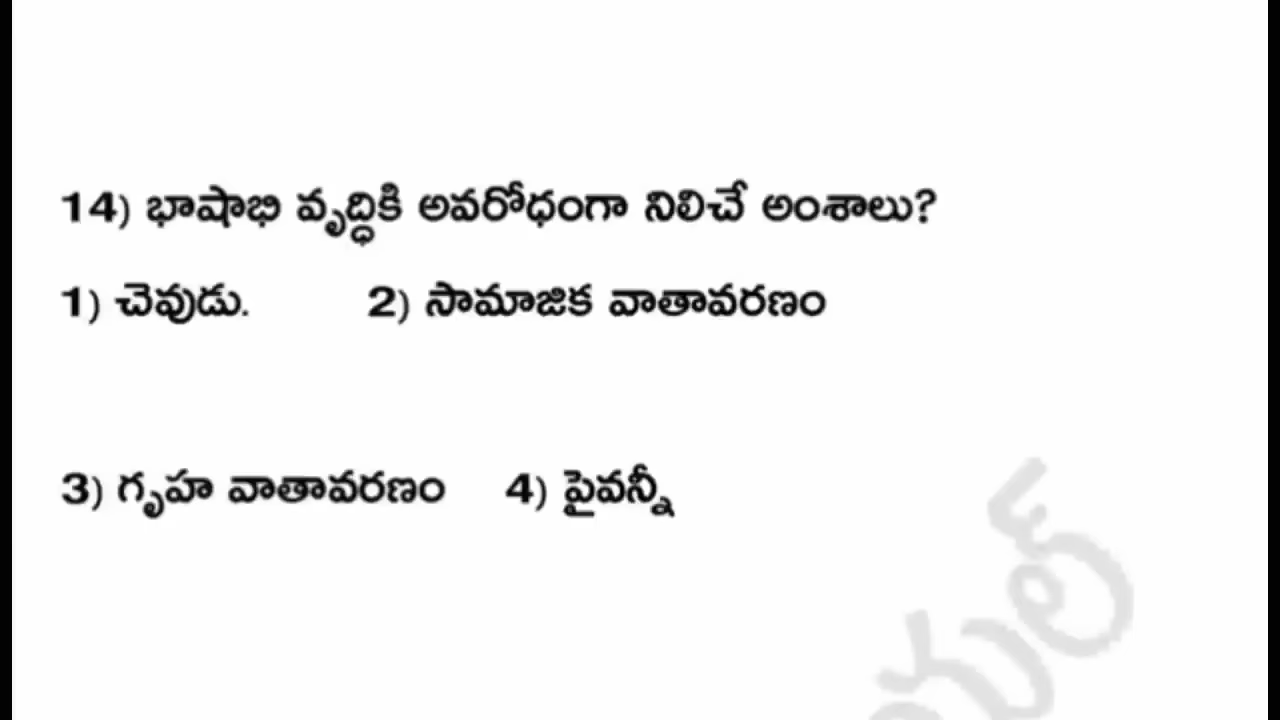 14) భాషాభి వృద్ధికి అవరోధంగా నిలిచే అంశాలు?
1) చెవుడు. 2) సామాజిక వాతావరణం
3) గృహ వాతావరణం 4) పైవన్నీ